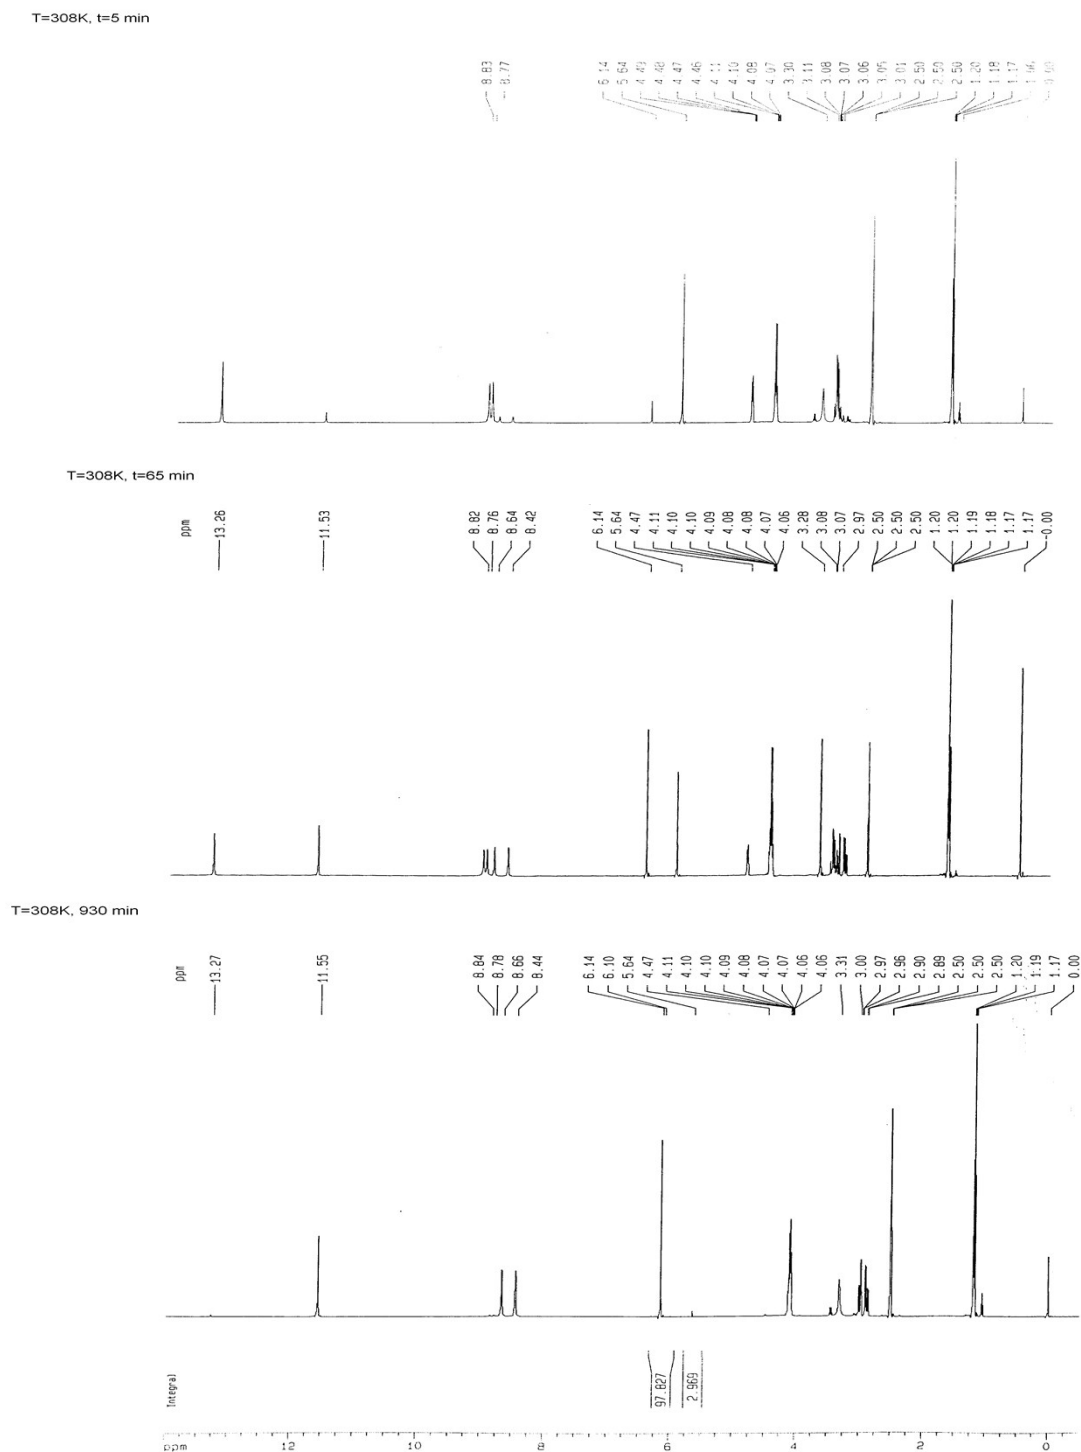 T=308K, t=5 min
8.83 8.77 6.14 5.64 4.49 4.48 4.47 4.46 4.11 4.10 4.08 4.07 3.30 3.11 3.08 3.07 3.06 3.05 3.01 2.50 2.50 2.50 1.20 1.18 1.17
T=308K, t=65 min
ppm 13.26 11.53 8.82 8.76 8.64 8.42 6.14 5.64 4.47 4.11 4.10 4.10 4.09 4.08 4.08 4.07 4.06 3.28 3.08 3.07 2.97 2.50 2.50 2.50 1.20 1.20 1.19 1.18 1.17 1.17 -0.00
T=308K, 930 min
ppm 13.27 11.55 8.84 8.78 8.66 8.44 6.14 6.10 5.64 4.47 4.11 4.10 4.10 4.09 4.08 4.07 4.07 4.06 4.06 3.31 3.00 2.97 2.96 2.90 2.89 2.50 2.50 2.50 1.20 1.19 1.17 0.00
Integral 97.827 2.969
ppm 12 10 8 6 4 2 0